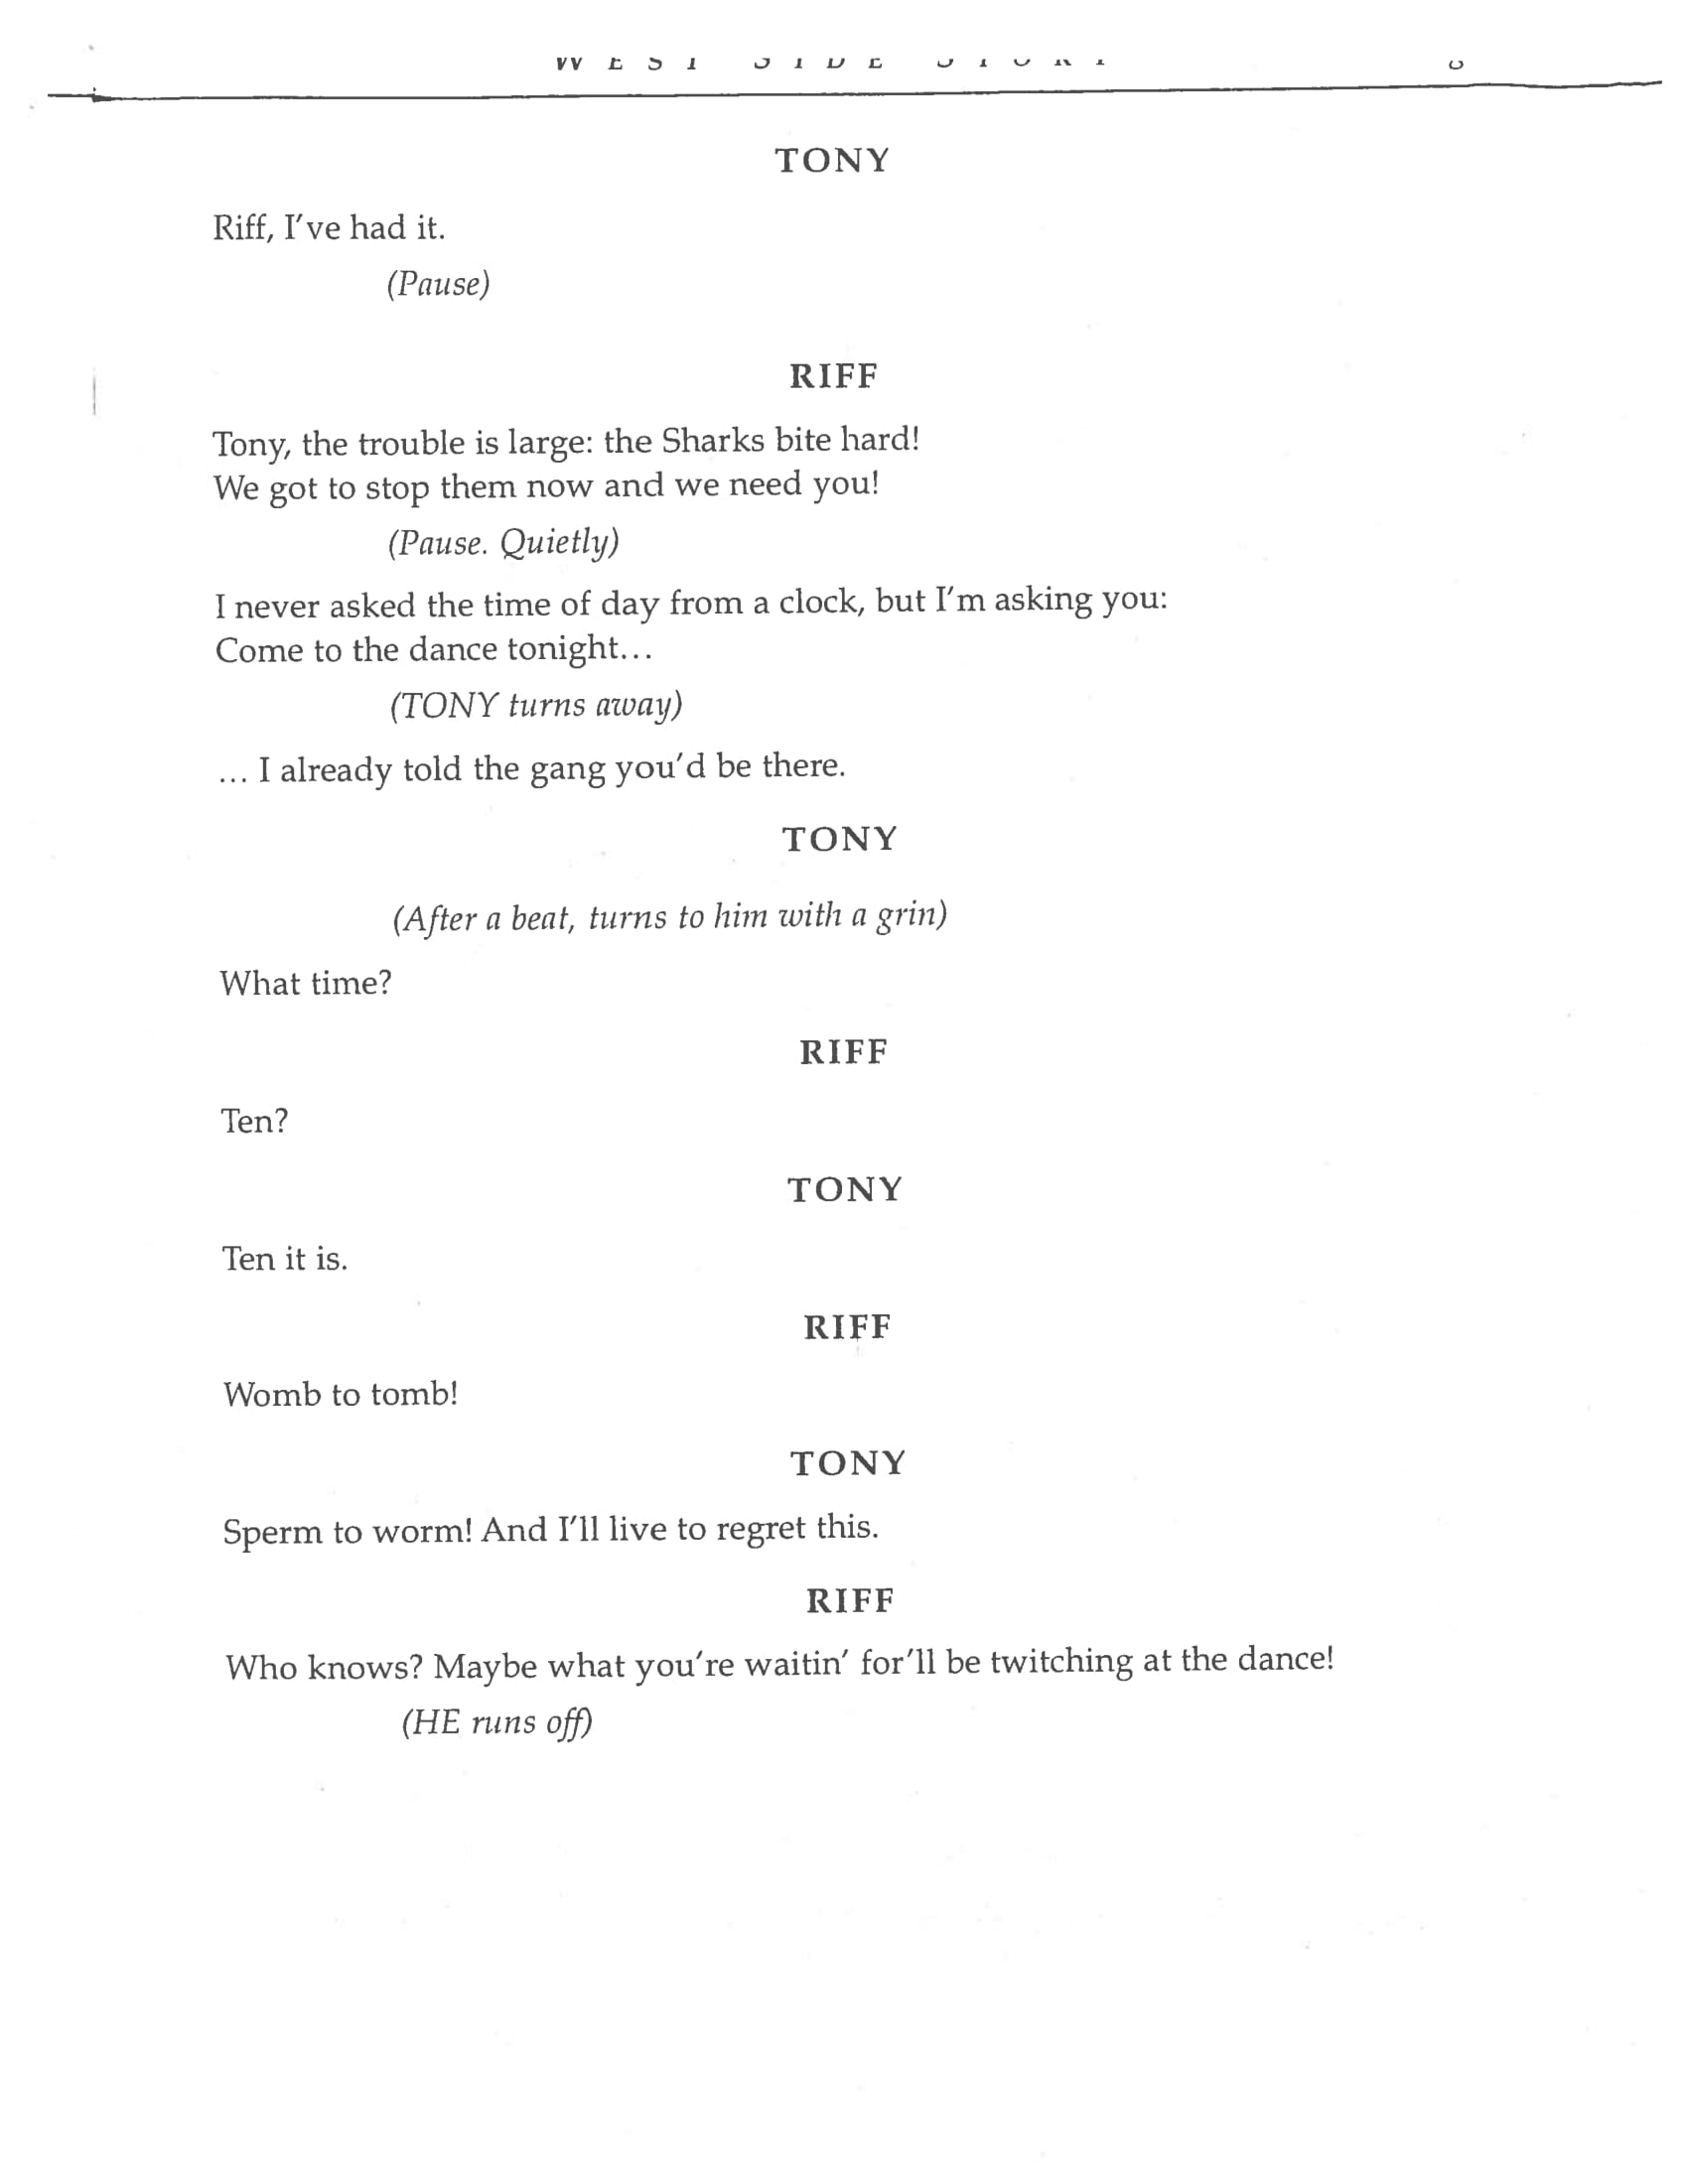 WEST SIDE STORY
TONY
Riff, I've had it.
(Pause)
RIFF
Tony, the trouble is large: the Sharks bite hard!
We got to stop them now and we need you!
(Pause. Quietly)
I never asked the time of day from a clock, but I'm asking you:
Come to the dance tonight...
(TONY turns away)
... I already told the gang you'd be there.
TONY
(After a beat, turns to him with a grin)
What time?
RIFF
Ten?
TONY
Ten it is.
RIFF
Womb to tomb!
TONY
Sperm to worm! And I'll live to regret this.
RIFF
Who knows? Maybe what you're waitin' for'll be twitching at the dance!
(HE runs off)